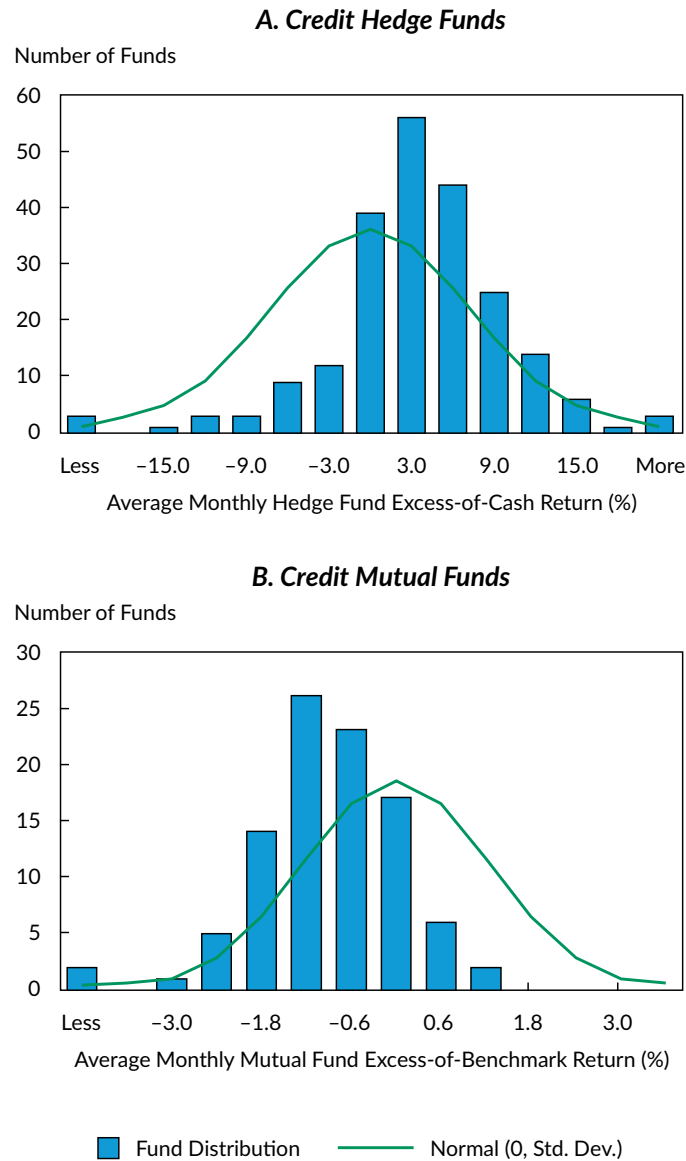 A. Credit Hedge Funds
Number of Funds
60
50
40
30
20
10
0
Less –15.0 –9.0 –3.0 3.0 9.0 15.0 More
Average Monthly Hedge Fund Excess-of-Cash Return (%)
B. Credit Mutual Funds
Number of Funds
30
25
20
15
10
5
0
Less –3.0 –1.8 –0.6 0.6 1.8 3.0
Average Monthly Mutual Fund Excess-of-Benchmark Return (%)
Fund Distribution Normal (0, Std. Dev.)